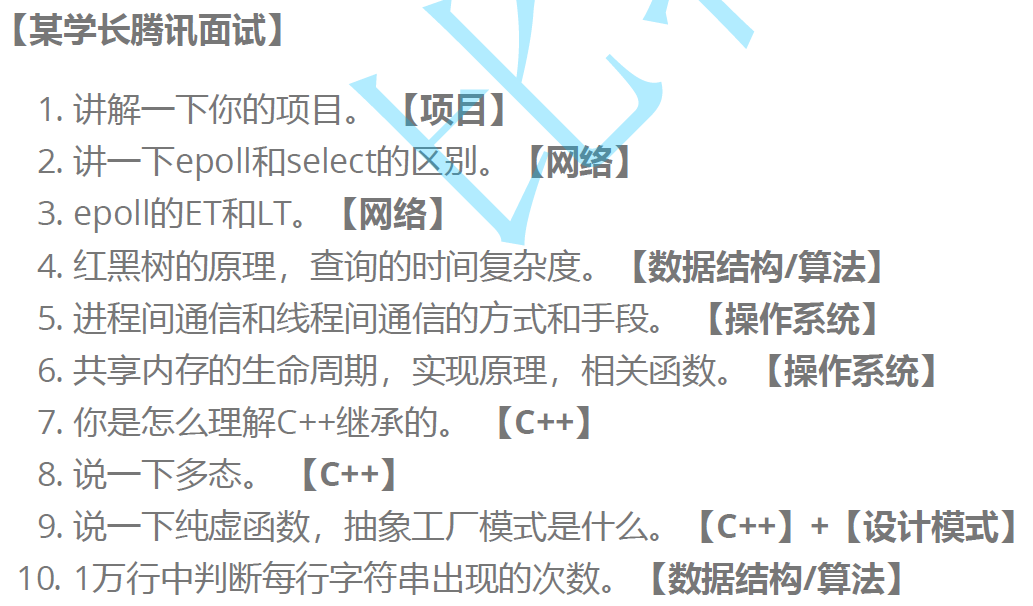 【某学长腾讯面试】
1. 讲解一下你的项目。 【项目】
2. 讲一下epoll和select的区别。 【网络】
3. epoll的ET和LT。 【网络】
4. 红黑树的原理，查询的时间复杂度。 【数据结构/算法】
5. 进程间通信和线程间通信的方式和手段。 【操作系统】
6. 共享内存的生命周期，实现原理，相关函数。 【操作系统】
7. 你是怎么理解C++继承的。 【C++】
8. 说一下多态。 【C++】
9. 说一下纯虚函数，抽象工厂模式是什么。 【C++】+【设计模式】
10. 1万行中判断每行字符串出现的次数。 【数据结构/算法】